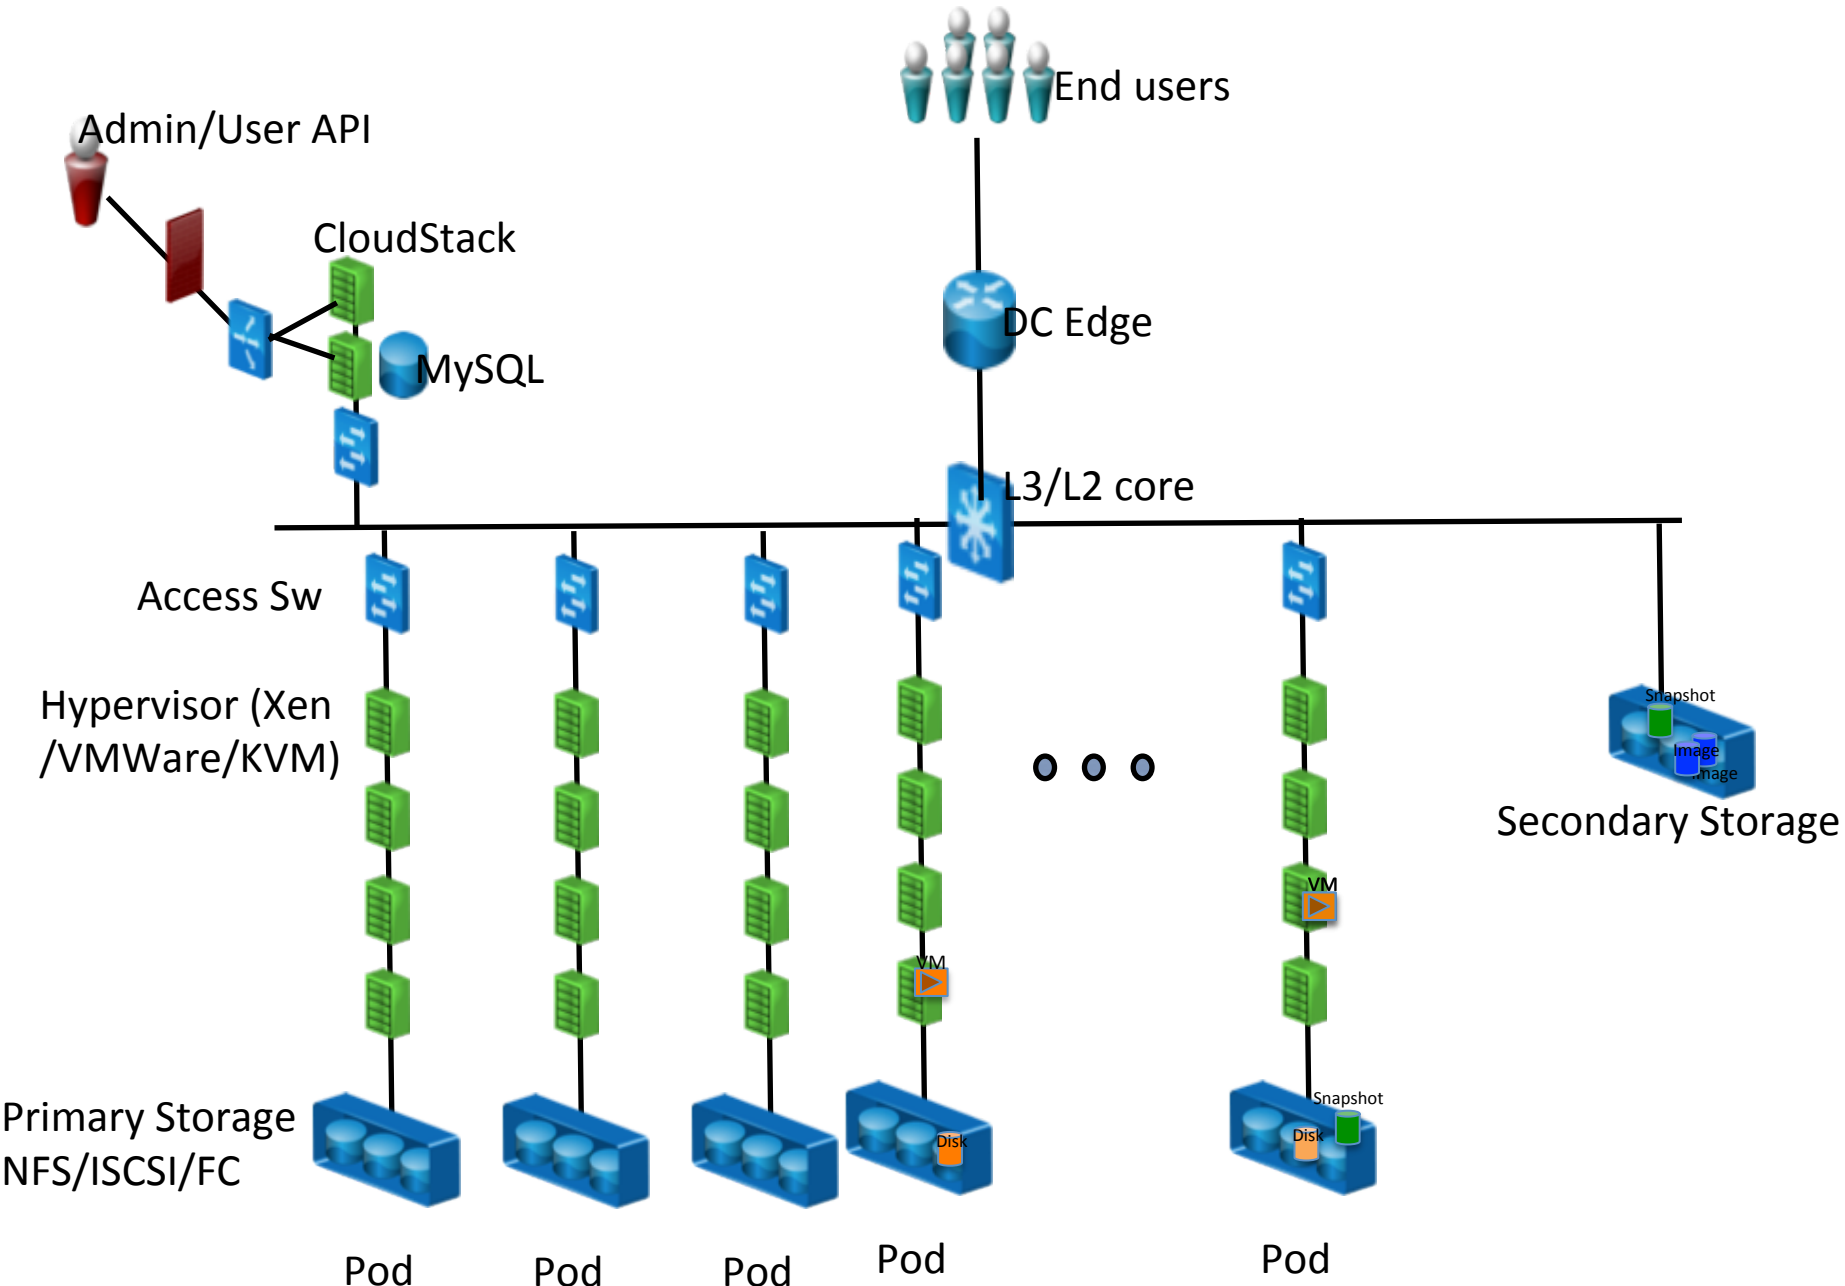 End users
Admin/User API
CloudStack
DC Edge
MySQL
L3/L2 core
Access Sw
Hypervisor (Xen
/VMWare/KVM)
Snapshot
Image
Image
Secondary Storage
VM
VM
Primary Storage
NFS/ISCSI/FC
Disk
Snapshot
Disk
Pod
Pod
Pod
Pod
Pod